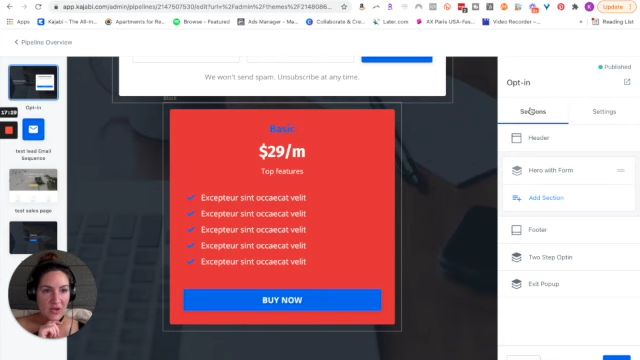 app.kajabi.com/admin/pipelines/2147507530/edit?url=%2Fadmin%2Fthemes%2F2148086
Update
Apps
Kajabi | The All-in...
Apartments for Re...
Browse - Featured
Ads Manager - Ma...
Collaborate & Crea...
Later.com
AX Paris USA-Fas...
Video Recorder –...
Pipeline Overview
Published
Opt-in
Sections
Settings
Header
Hero with Form
Add Section
Footer
Two Step Optin
Exit Popup
Opt-in
17:29
test lead Email
Sequence
test sales page
We won't send spam. Unsubscribe at any time.
Block
Basic
$29/m
Top features
Excepteur sint occaecat velit
Excepteur sint occaecat velit
Excepteur sint occaecat velit
Excepteur sint occaecat velit
Excepteur sint occaecat velit
BUY NOW